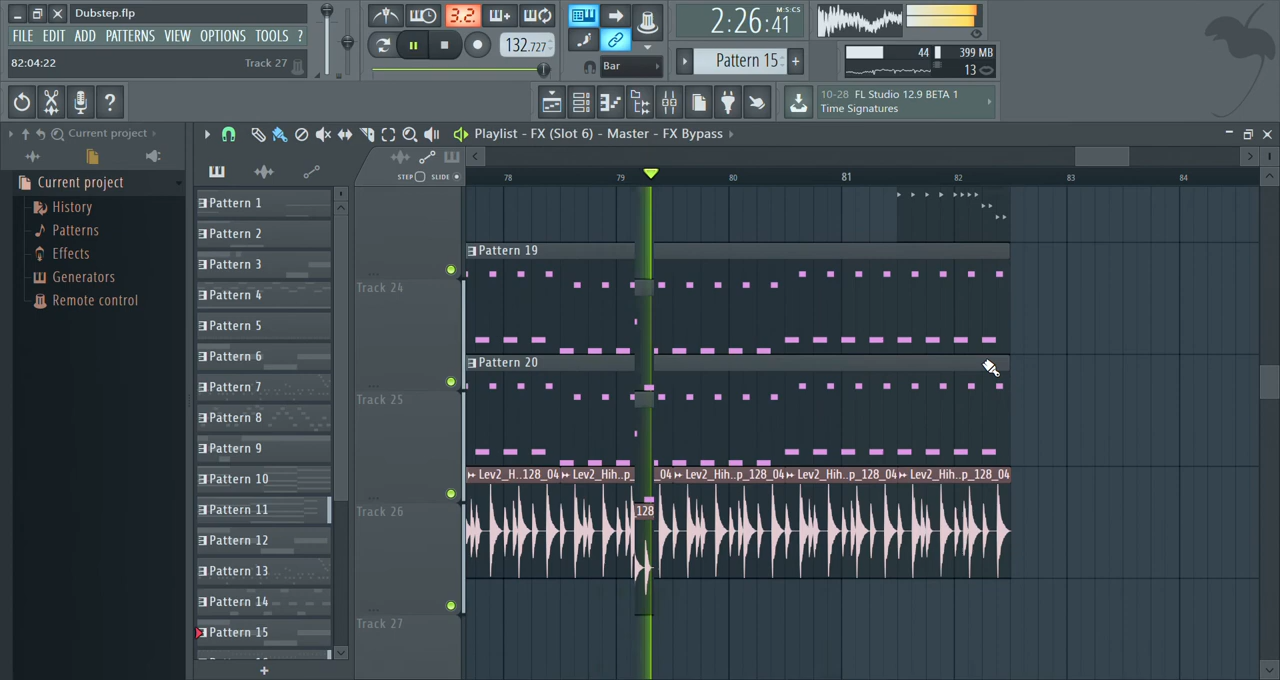 Dubstep.flp
FILE EDIT ADD PATTERNS VIEW OPTIONS TOOLS ?
82:04:22 Track 27
3.2.
132.727
Bar
2:26:41
M:S:CS
Pattern 15
44 399 MB
13
10-28 FL Studio 12.9 BETA 1
Time Signatures
Current project
Playlist - FX (Slot 6) - Master - FX Bypass
Current project
History
Patterns
Effects
Generators
Remote control
Pattern 1
Pattern 2
Pattern 3
Pattern 4
Pattern 5
Pattern 6
Pattern 7
Pattern 8
Pattern 9
Pattern 10
Pattern 11
Pattern 12
Pattern 13
Pattern 14
Pattern 15
STEP SLIDE
78 79 80 81 82 83 84
Pattern 19
Track 24
Pattern 20
Track 25
Lev2_H..128_04 Lev2_Hih..p_ _04 Lev2_Hih..p_128_04 Lev2_Hih..p_128_04 Lev2_Hih..p_128_04
Track 26
128
Track 27